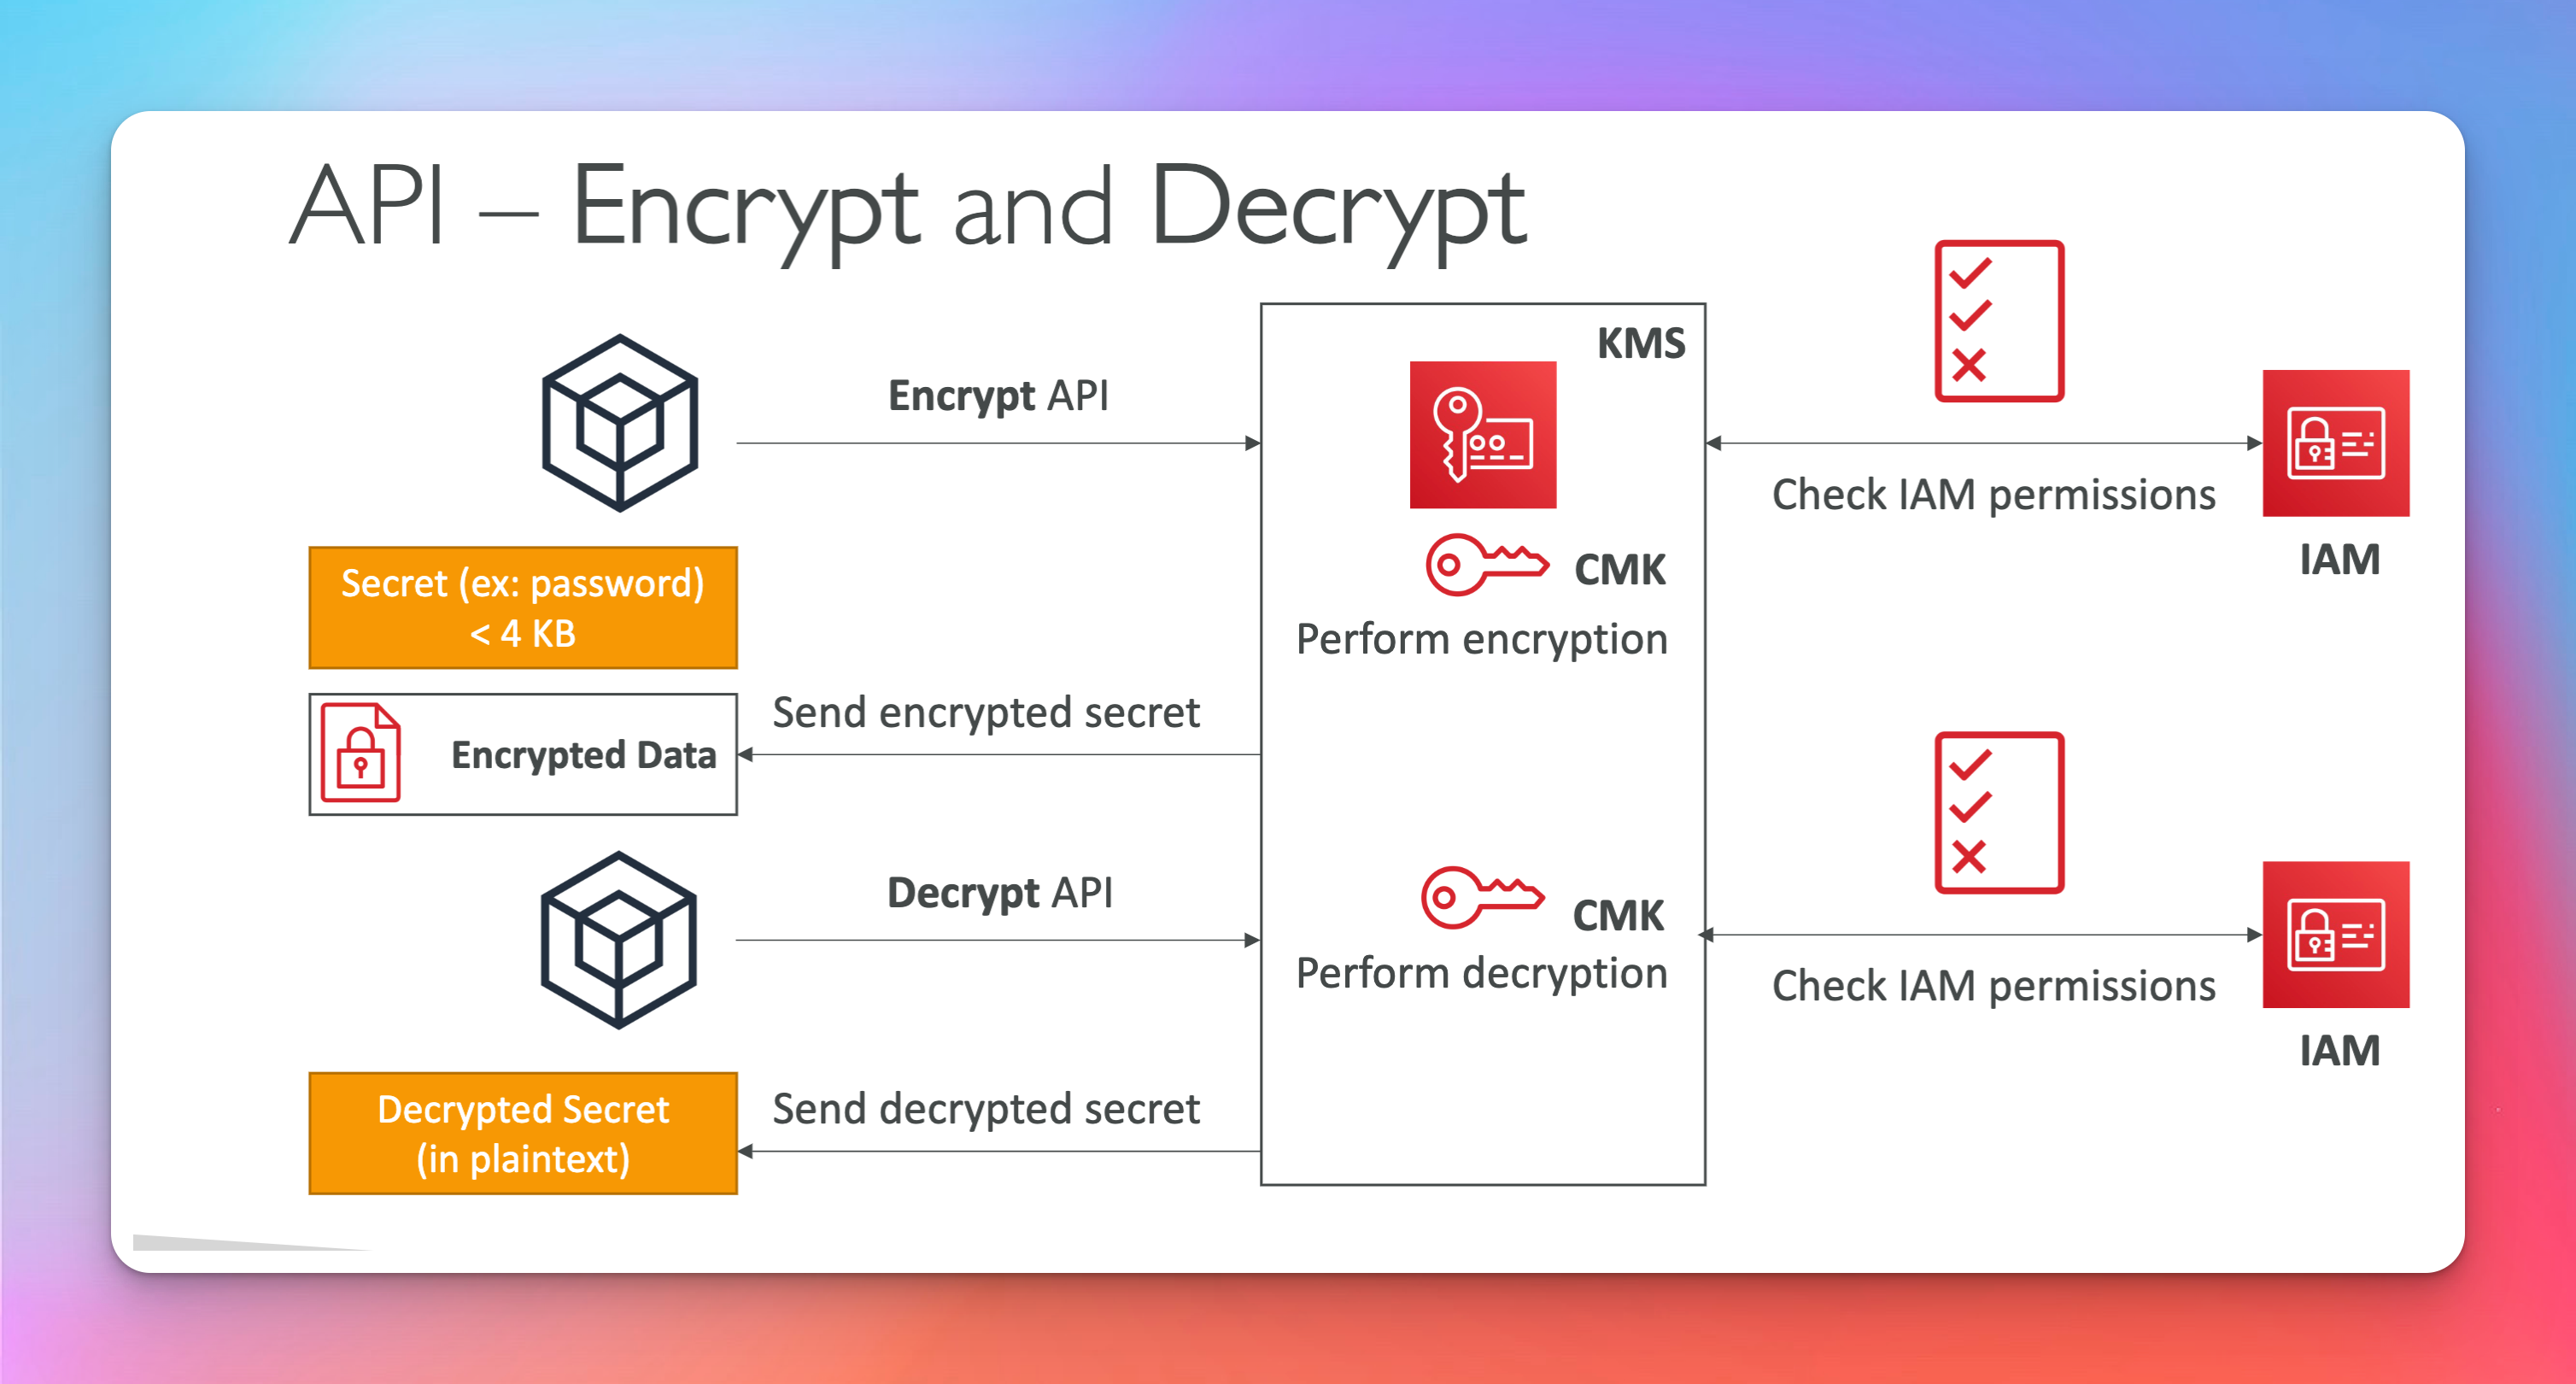 API – Encrypt and Decrypt
KMS
Encrypt API
Check IAM permissions
IAM
CMK
Perform encryption
Secret (ex: password)
< 4 KB
Send encrypted secret
Encrypted Data
Decrypt API
CMK
Perform decryption
Check IAM permissions
IAM
Send decrypted secret
Decrypted Secret
(in plaintext)